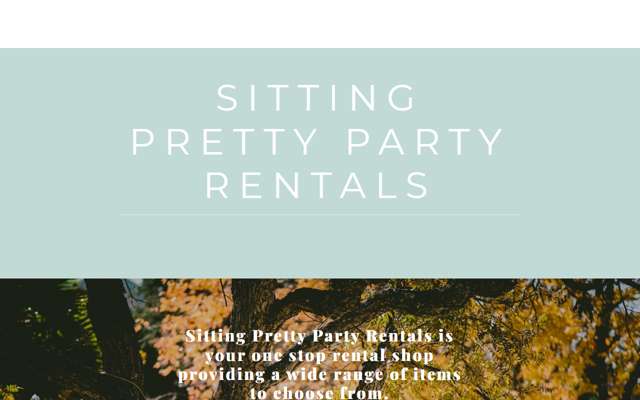 SITTING
PRETTY PARTY
RENTALS
Sitting Pretty Party Rentals is
your one stop rental shop
providing a wide range of items
to choose from.